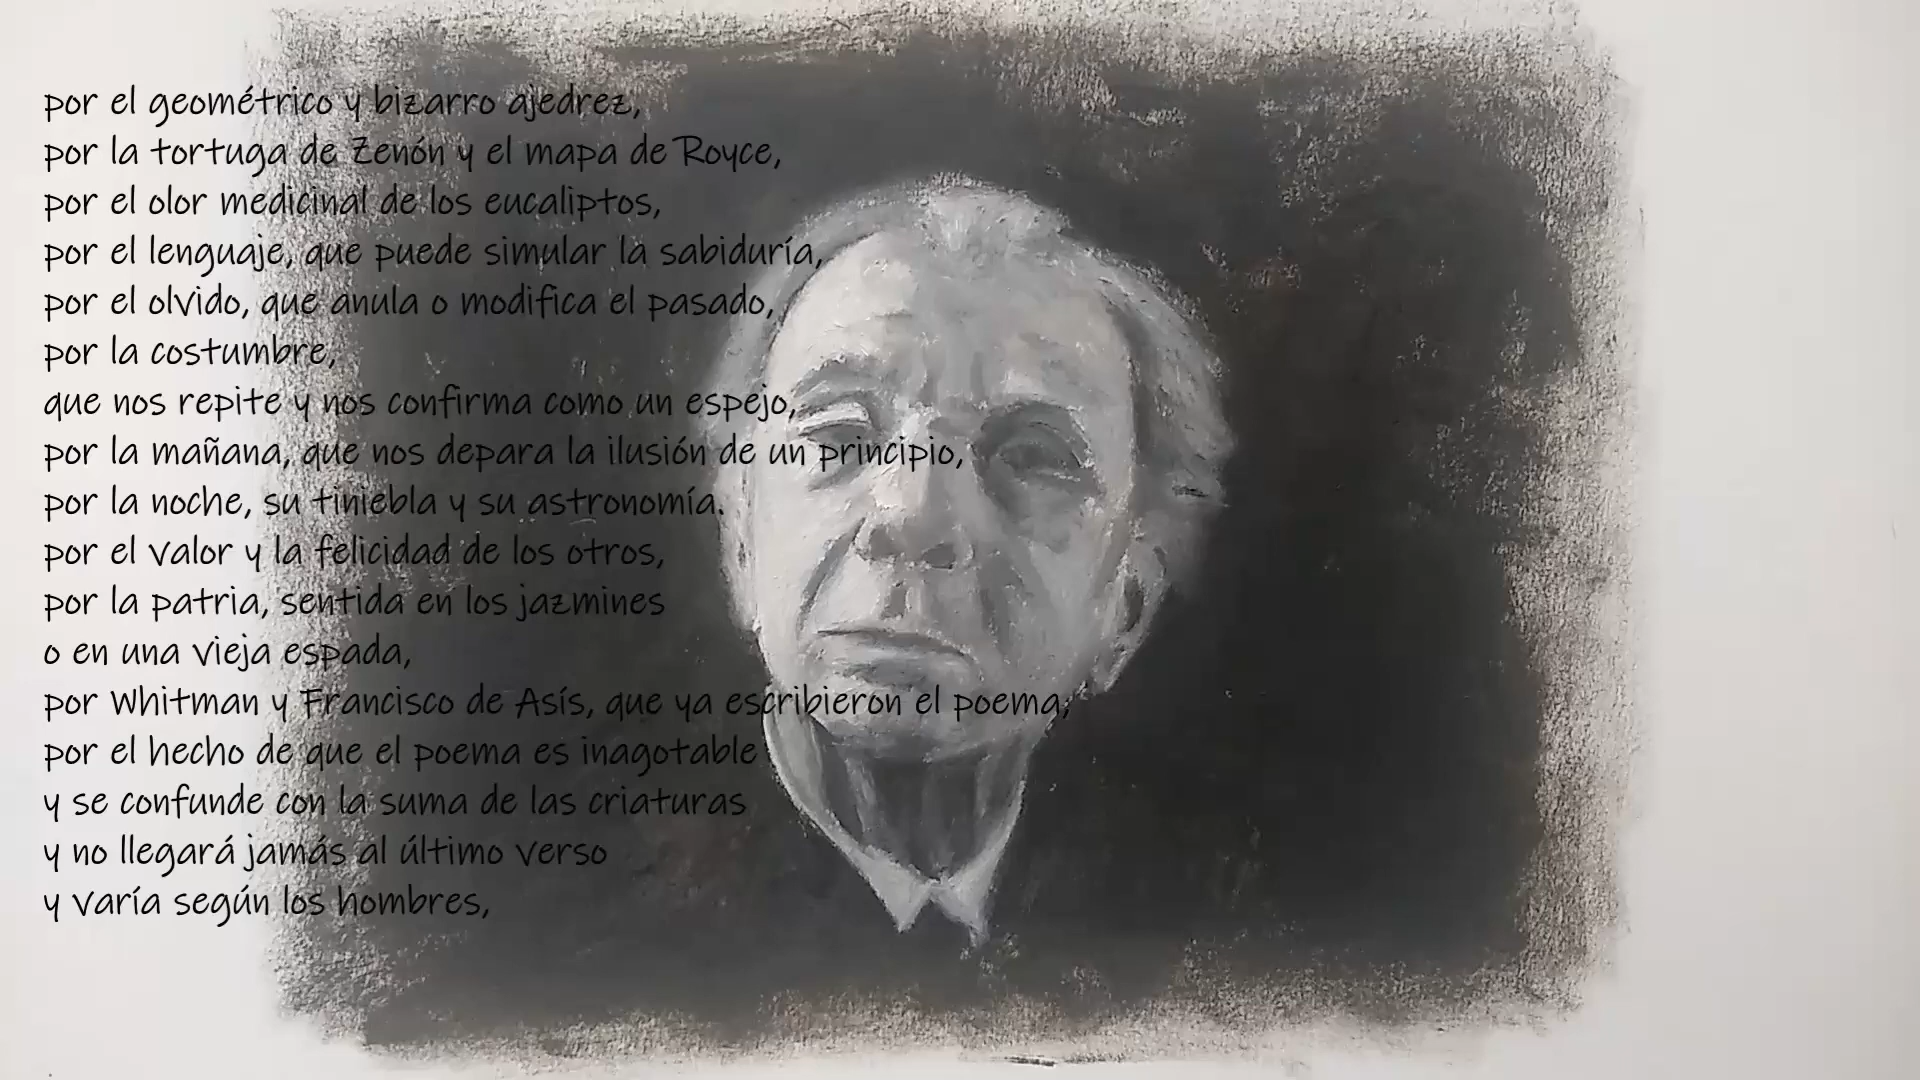 por el geométrico y bizarro ajedrez,
por la tortuga de Zenón y el mapa de Royce,
por el olor medicinal de los eucaliptos,
por el lenguaje, que puede simular la sabiduría,
por el olvido, que anula o modifica el pasado,
por la costumbre,
que nos repite y nos confirma como un espejo,
por la mañana, que nos depara la ilusión de un principio,
por la noche, su tiniebla y su astronomía.
por el valor y la felicidad de los otros,
por la patria, sentida en los jazmines
o en una vieja espada,
por Whitman y Francisco de Asís, que ya escribieron el poema,
por el hecho de que el poema es inagotable
y se confunde con la suma de las criaturas
y no llegará jamás al último verso
y varía según los hombres,